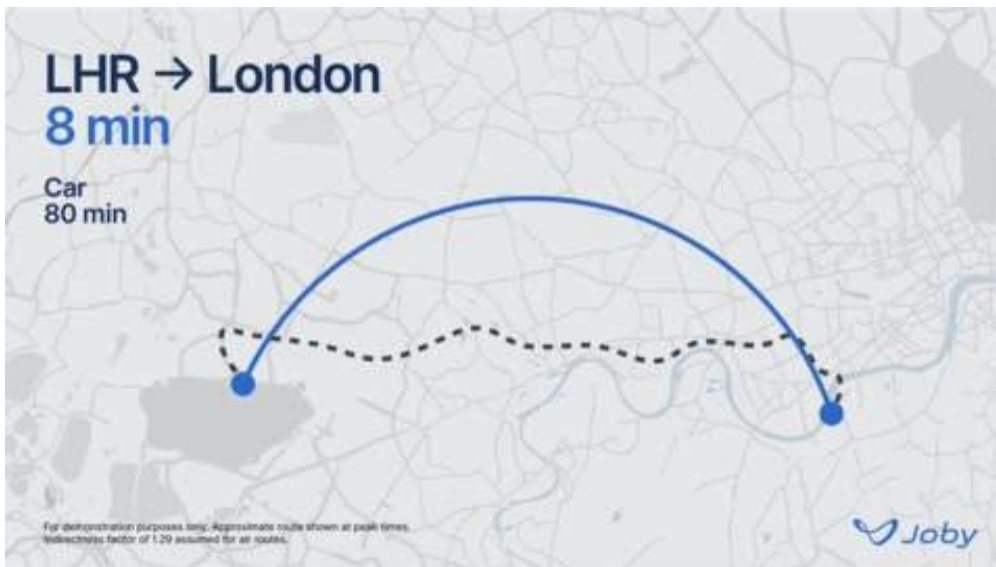 LHR → London
8 min
Car
80 min
For demonstration purposes only. Approximate route shown at peak times.
Indirectness factor of 1.29 assumed for air routes.
Joby